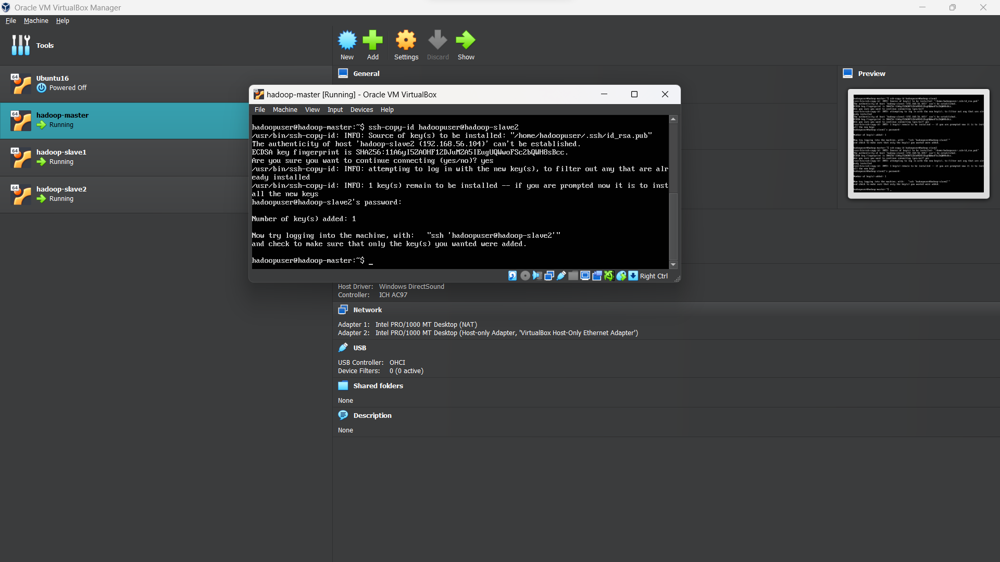 Oracle VM VirtualBox Manager
File Machine Help
Tools
New Add Settings Discard Show
64 Ubuntu16
Powered Off
64 hadoop-master
Running
64 hadoop-slave1
Running
64 hadoop-slave2
Running
General
Preview
hadoop-master [Running] - Oracle VM VirtualBox
File Machine View Input Devices Help
hadoopuser@hadoop-master:~$ ssh-copy-id hadoopuser@hadoop-slave2
/usr/bin/ssh-copy-id: INFO: Source of key(s) to be installed: "/home/hadoopuser/.ssh/id_rsa.pub"
The authenticity of host 'hadoop-slave2 (192.168.56.104)' can't be established.
ECDSA key fingerprint is SHA256:11A6yI5ZAOHF12DJuMZA5IEugUQWwoFSc2bQWH8sBcc.
Are you sure you want to continue connecting (yes/no)? yes
/usr/bin/ssh-copy-id: INFO: attempting to log in with the new key(s), to filter out any that are alr
eady installed
/usr/bin/ssh-copy-id: INFO: 1 key(s) remain to be installed -- if you are prompted now it is to inst
all the new keys
hadoopuser@hadoop-slave2's password:
Number of key(s) added: 1
Now try logging into the machine, with: "ssh 'hadoopuser@hadoop-slave2'"
and check to make sure that only the key(s) you wanted were added.
hadoopuser@hadoop-master:~$ _
Right Ctrl
Host Driver: Windows DirectSound
Controller: ICH AC97
Network
Adapter 1: Intel PRO/1000 MT Desktop (NAT)
Adapter 2: Intel PRO/1000 MT Desktop (Host-only Adapter, 'VirtualBox Host-Only Ethernet Adapter')
USB
USB Controller: OHCI
Device Filters: 0 (0 active)
Shared folders
None
Description
None